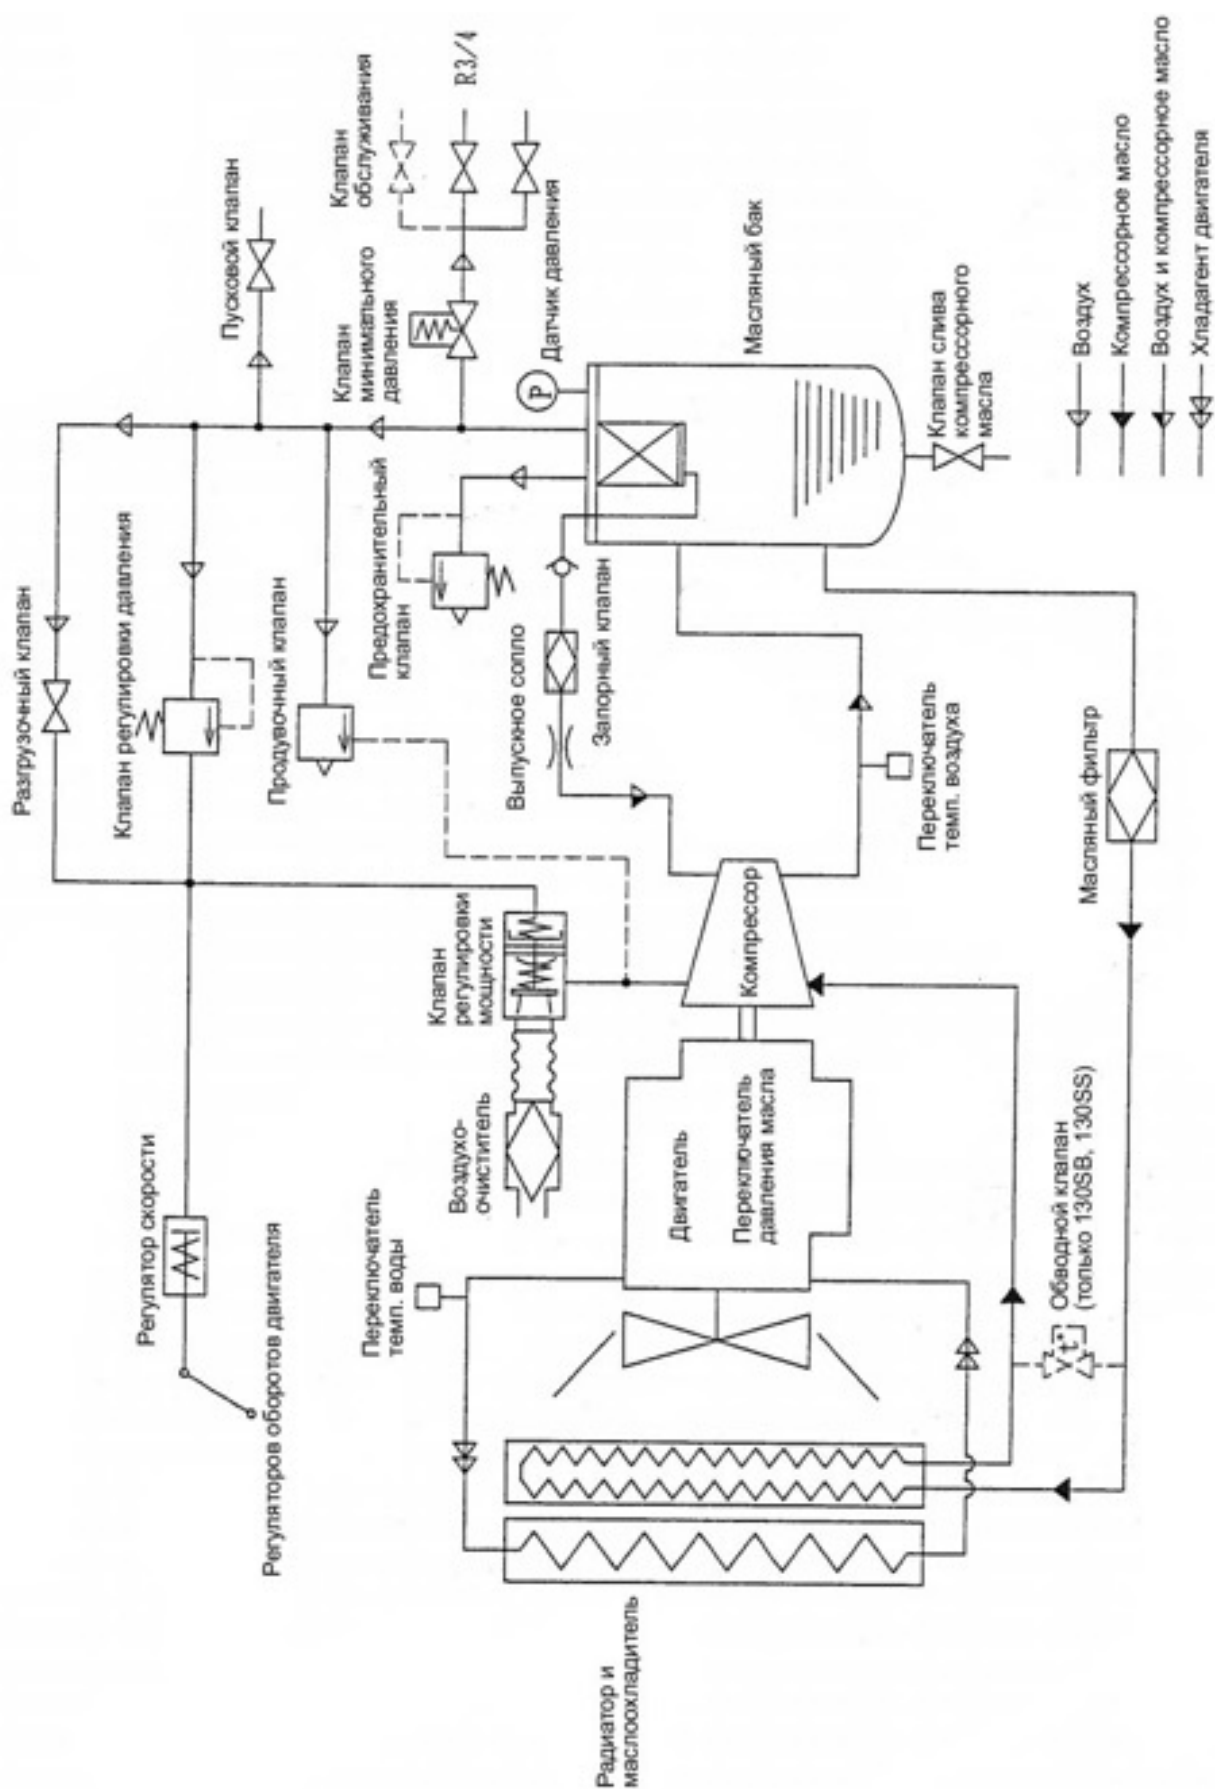 Разгрузочный клапан
Клапан регулировки давления
Продувочный клапан
Пусковой клапан
Клапан
минимального
давления
Клапан
обслуживания
R3/4
Предохранительный
клапан
Датчик давления
P
Выпускное сопло
Запорный клапан
Масляный бак
Клапан слива
компрессорного
масла
Регулятор скорости
Регуляторов оборотов двигателя
Переключатель
темп. воды
Воздухо-
очиститель
Клапан
регулировки
мощности
Двигатель
Переключатель
давления масла
Компрессор
Переключатель
темп. воздуха
Масляный фильтр
Обводной клапан
(только 130SB, 130SS)
t°
Радиатор и
маслоохладитель
Воздух
Компрессорное масло
Воздух и компрессорное масло
Хладагент двигателя